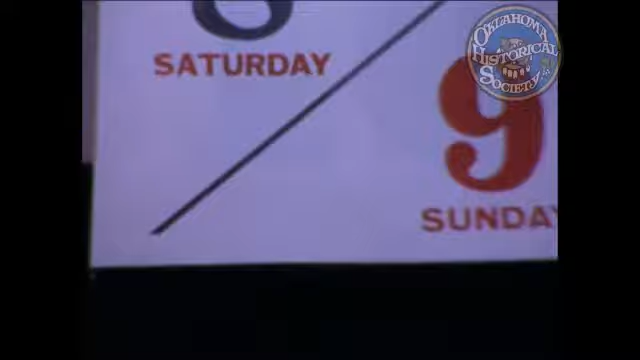 8
SATURDAY
9
SUNDAY
OKLAHOMA
HISTORICAL
SOCIETY